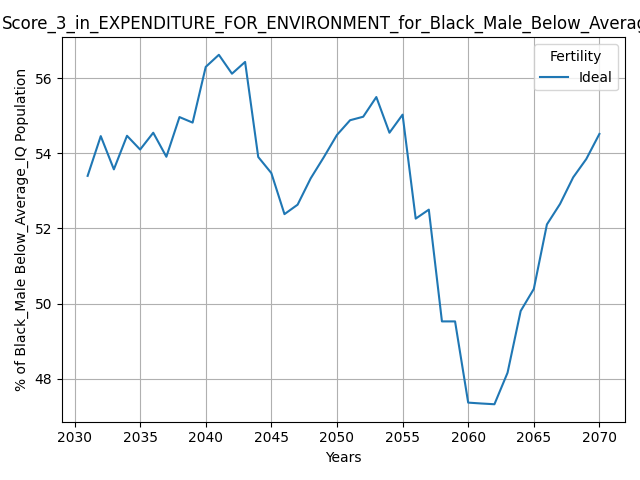 Score_3_in_EXPENDITURE_FOR_ENVIRONMENT_for_Black_Male_Below_Averag
% of Black_Male Below_Average_IQ Population
Fertility
Ideal
56
54
52
50
48
2030 2035 2040 2045 2050 2055 2060 2065 2070
Years